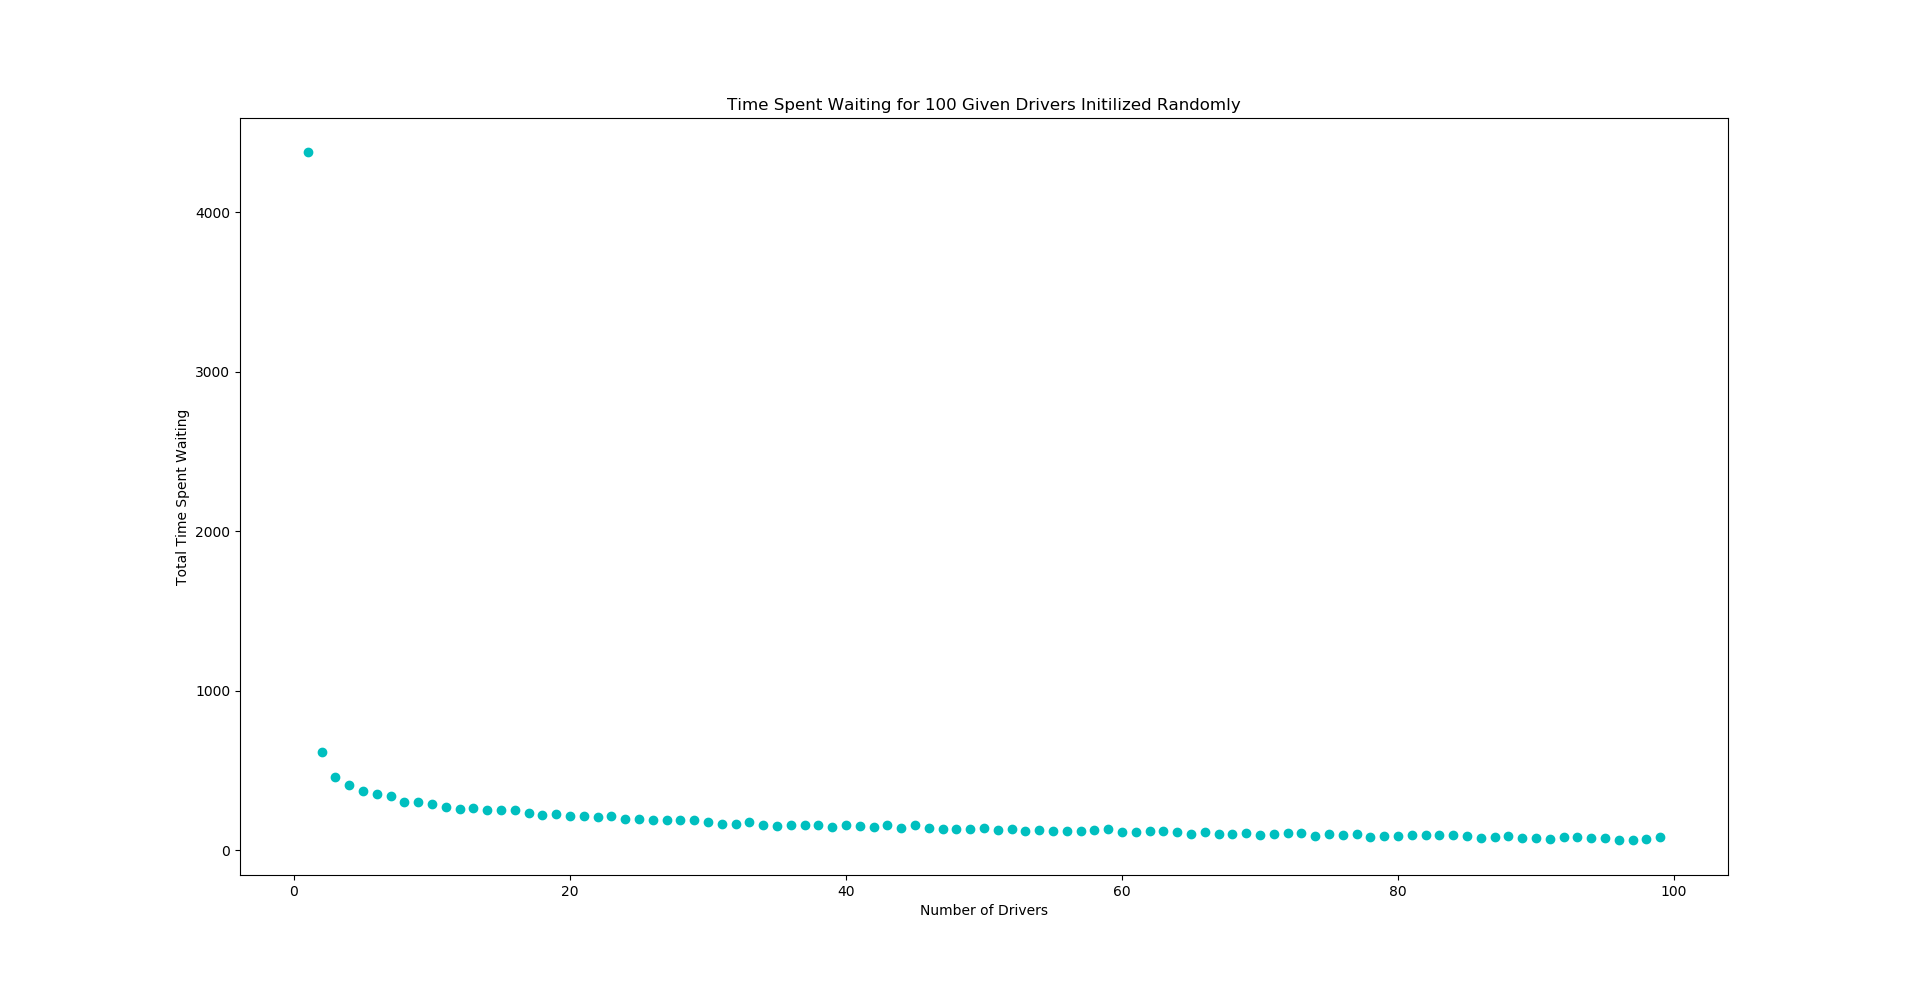 Time Spent Waiting for 100 Given Drivers Initilized Randomly
Total Time Spent Waiting
4000
3000
2000
1000
0
0 20 40 60 80 100
Number of Drivers